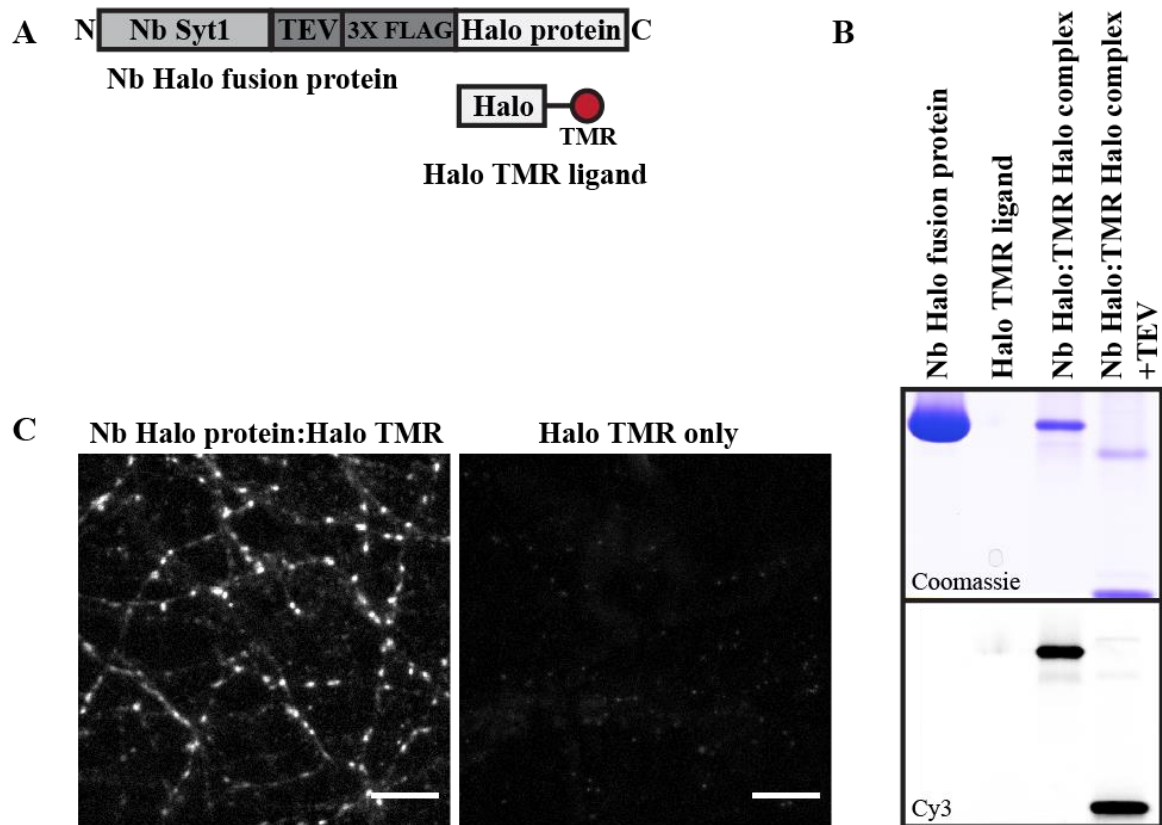 A
N Nb Syt1 TEV 3X FLAG Halo protein C
Nb Halo fusion protein
Halo
TMR
Halo TMR ligand
B
Nb Halo fusion protein
Halo TMR ligand
Nb Halo:TMR Halo complex
Nb Halo:TMR Halo complex
+TEV
Coomassie
Cy3
C
Nb Halo protein:Halo TMR
Halo TMR only